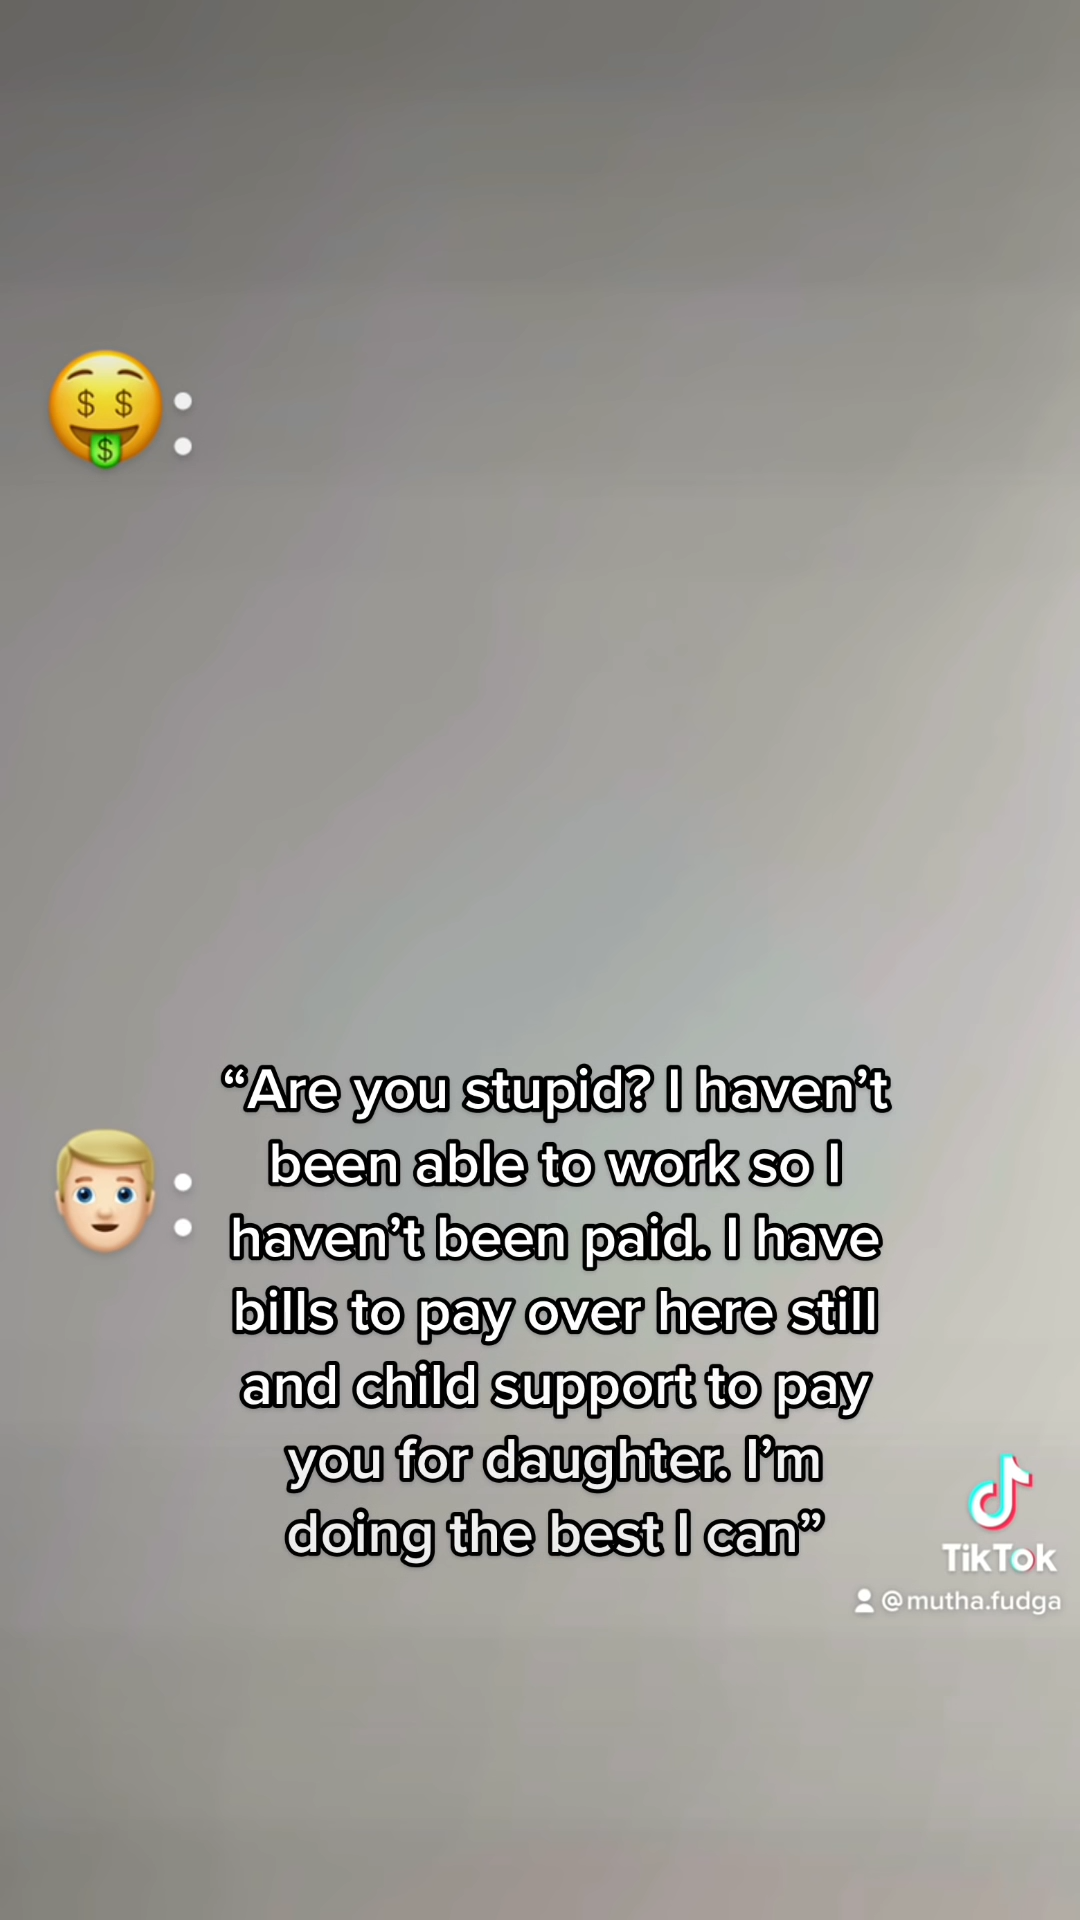 :
“Are you stupid? I haven’t
been able to work so I
haven’t been paid. I have
:
bills to pay over here still
and child support to pay
you for daughter. I’m
doing the best I can”
TikTok
@mutha.fudga